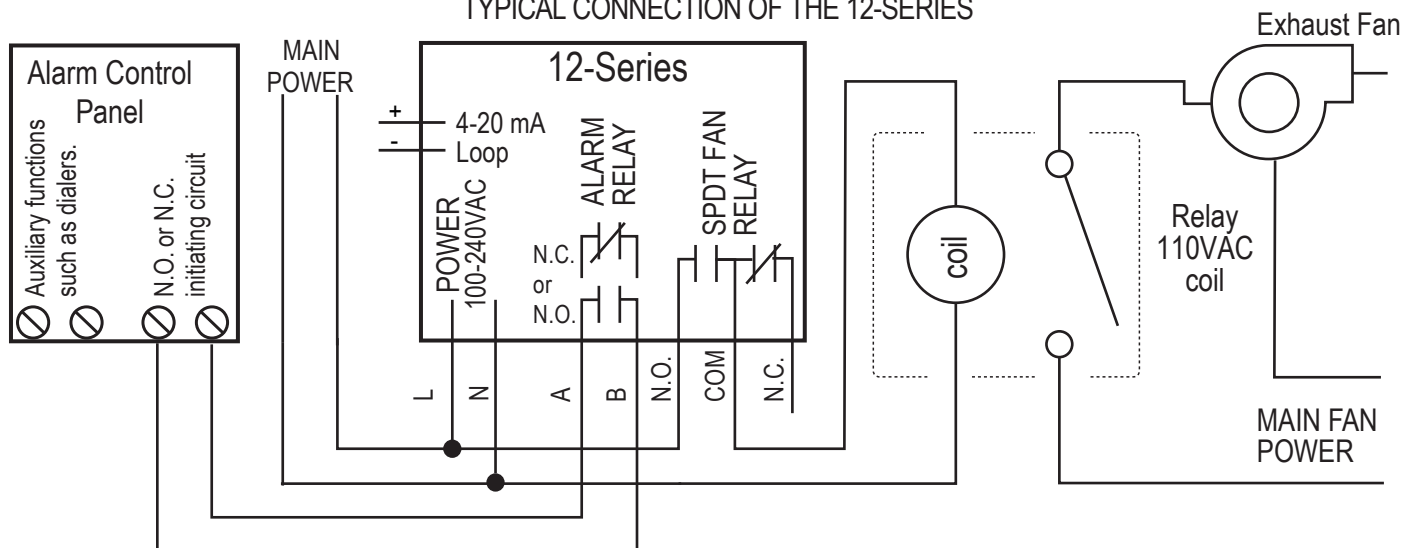 TYPICAL CONNECTION OF THE 12-SERIES
Alarm Control
Panel
Auxiliary functions
such as dialers.
N.O. or N.C.
initiating circuit
MAIN
POWER
12-Series
+
-
4-20 mA
Loop
POWER
100-240VAC
ALARM
RELAY
N.C.
or
N.O.
SPDT FAN
RELAY
L
N
A
B
N.O.
COM
N.C.
coil
Relay
110VAC
coil
Exhaust Fan
MAIN FAN
POWER